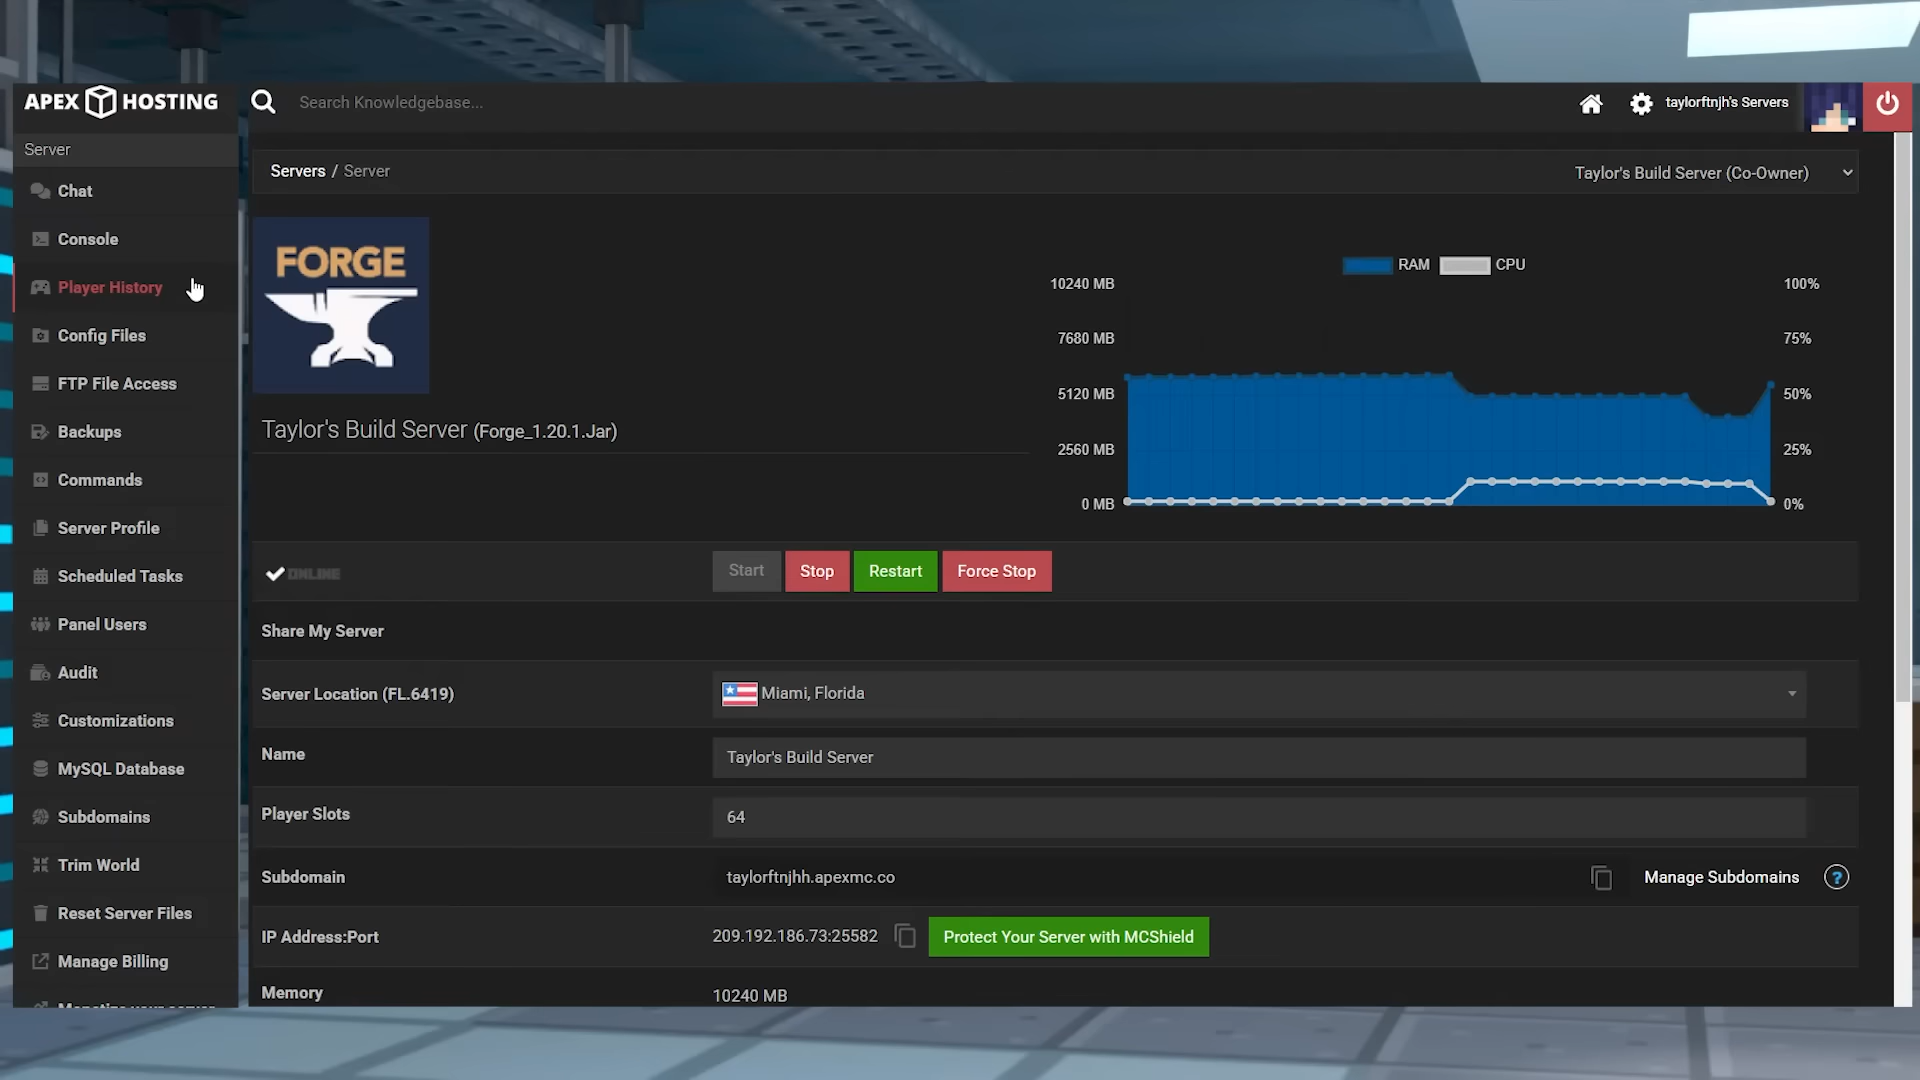 APEX HOSTING
Search Knowledgebase...
taylorftnjh's Servers
Server
Chat
Console
Player History
Config Files
FTP File Access
Backups
Commands
Server Profile
Scheduled Tasks
Panel Users
Audit
Customizations
MySQL Database
Subdomains
Trim World
Reset Server Files
Manage Billing
Monetize your server
Servers / Server
Taylor's Build Server (Co-Owner)
FORGE
Taylor's Build Server (Forge_1.20.1.Jar)
RAM CPU
10240 MB 100%
7680 MB 75%
5120 MB 50%
2560 MB 25%
0 MB 0%
ONLINE
Start Stop Restart Force Stop
Share My Server
Server Location (FL.6419) Miami, Florida
Name Taylor's Build Server
Player Slots 64
Subdomain taylorftnjhh.apexmc.co Manage Subdomains ?
IP Address:Port 209.192.186.73:25582 Protect Your Server with MCShield
Memory 10240 MB